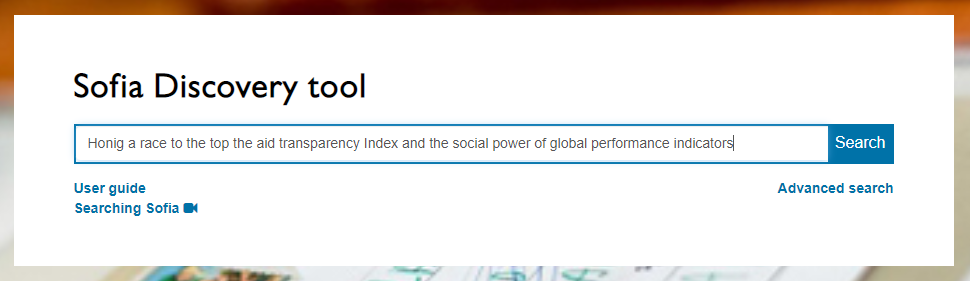 Sofia Discovery tool
Honig a race to the top the aid transparency Index and the social power of global performance indicators
Search
User guide
Advanced search
Searching Sofia